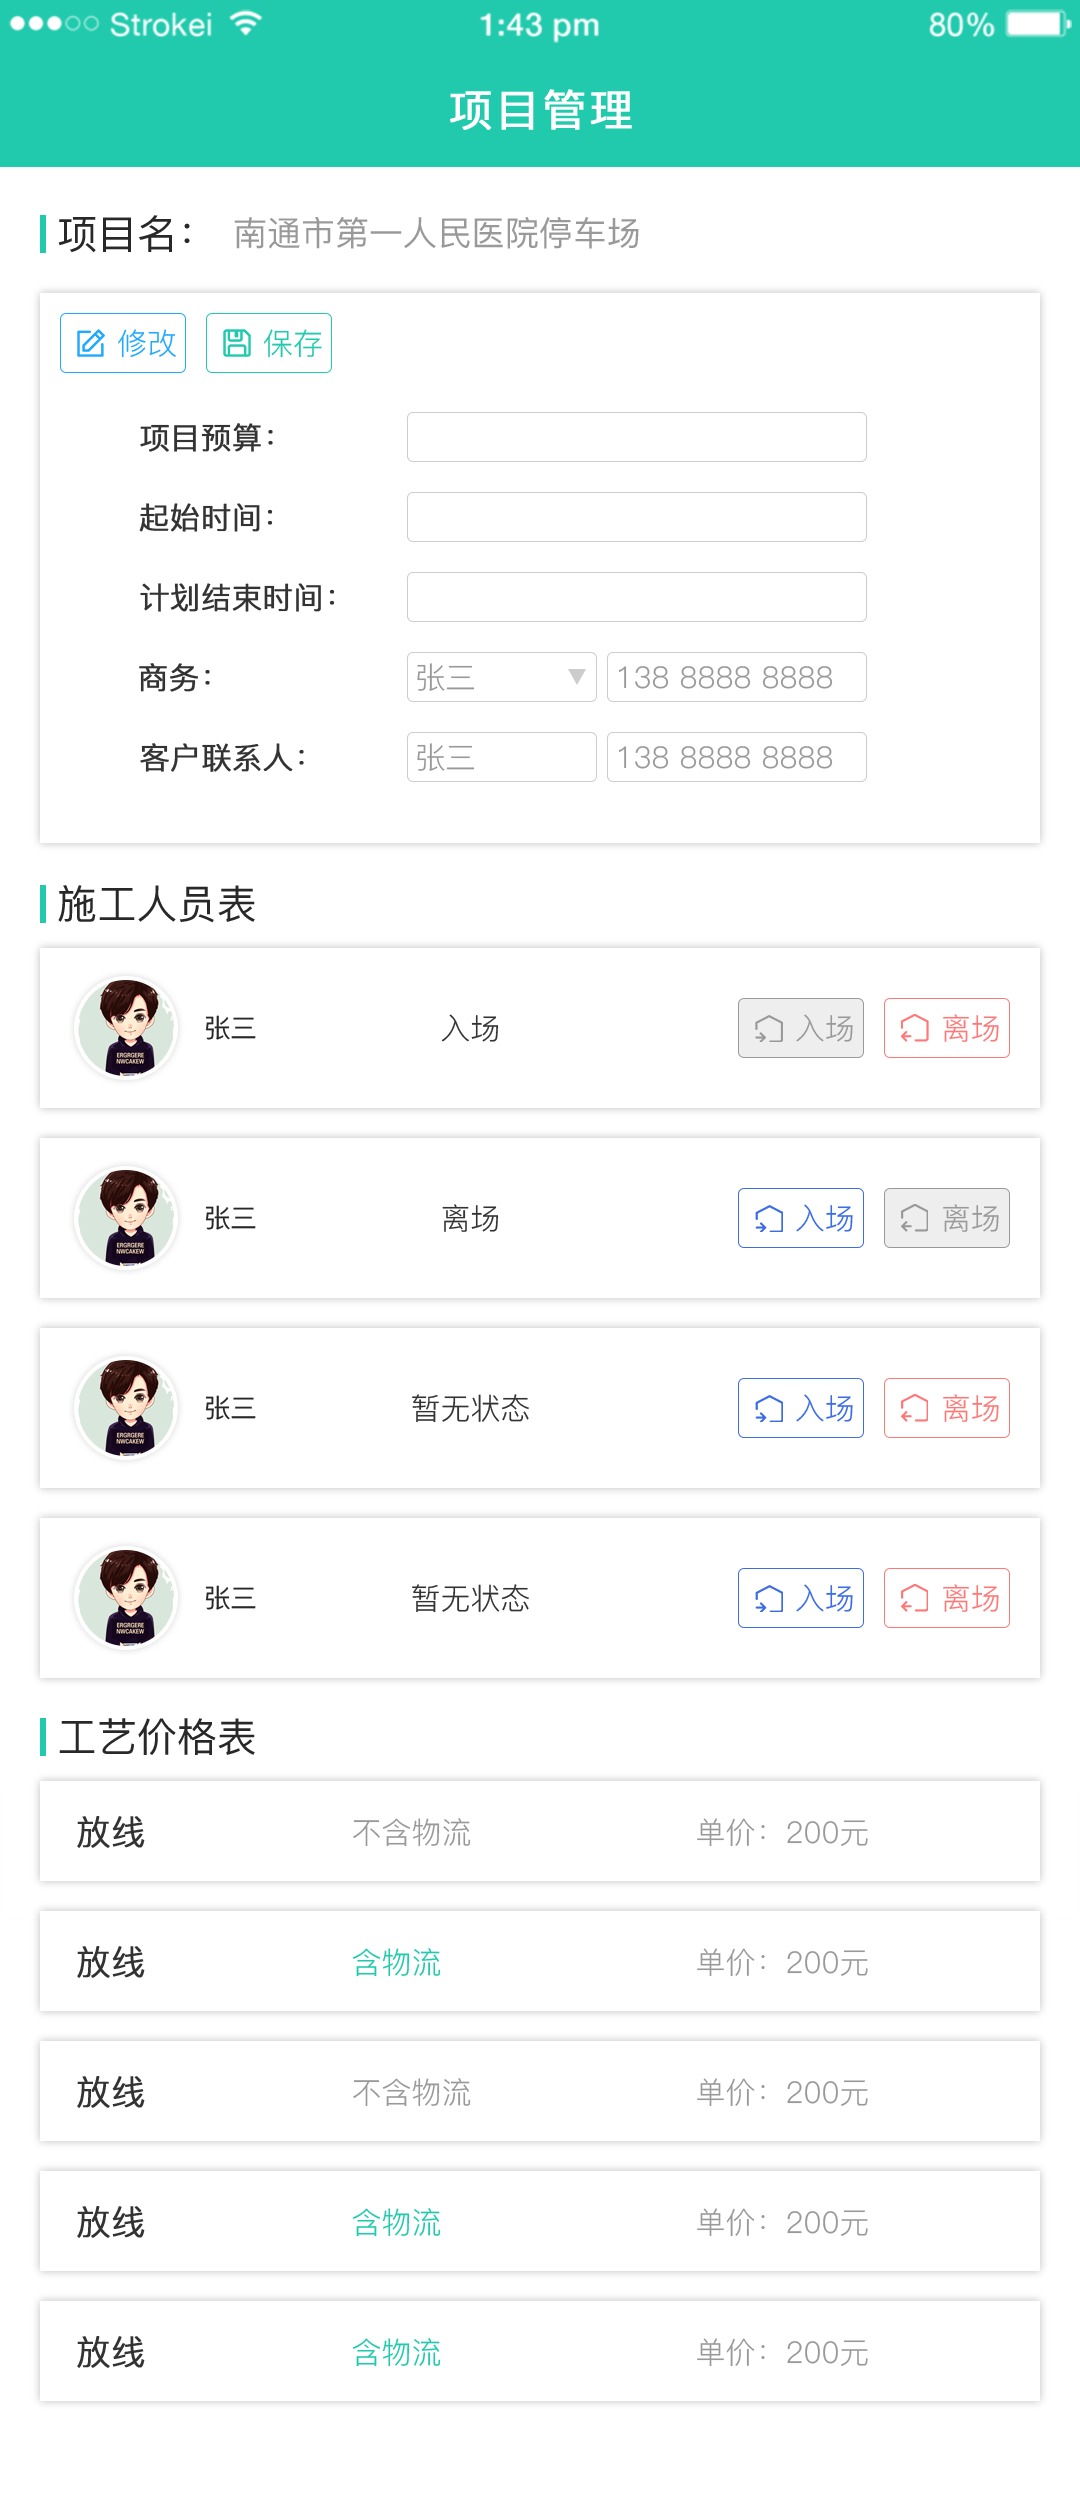 Strokei 1:43 pm 80%
项目管理
项目名： 南通市第一人民医院停车场
修改 保存
项目预算：
起始时间：
计划结束时间：
商务： 张三 138 8888 8888
客户联系人： 张三 138 8888 8888
施工人员表
ERGRGERE
NWCAKEW
张三 入场 入场 离场
ERGRGERE
NWCAKEW
张三 离场 入场 离场
ERGRGERE
NWCAKEW
张三 暂无状态 入场 离场
ERGRGERE
NWCAKEW
张三 暂无状态 入场 离场
工艺价格表
放线 不含物流 单价：200元
放线 含物流 单价：200元
放线 不含物流 单价：200元
放线 含物流 单价：200元
放线 含物流 单价：200元